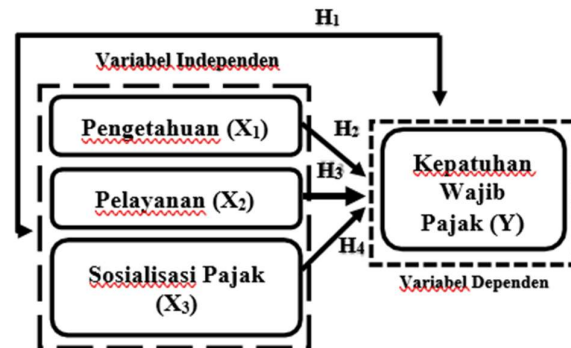 H₁
Variabel Independen
Pengetahuan (X₁)
H₂
Pelayanan (X₂)
H₃
Sosialisasi Pajak
(X₃)
H₄
Kepatuhan
Wajib
Pajak (Y)
Variabel Dependen